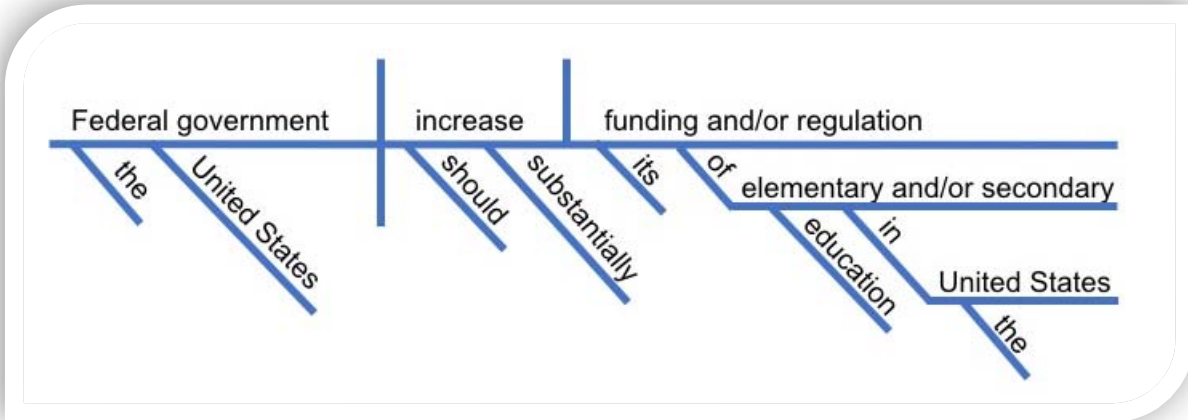 Federal government
increase
funding and/or regulation
the
United States
should
substantially
its
of
elementary and/or secondary
education
in
United States
the